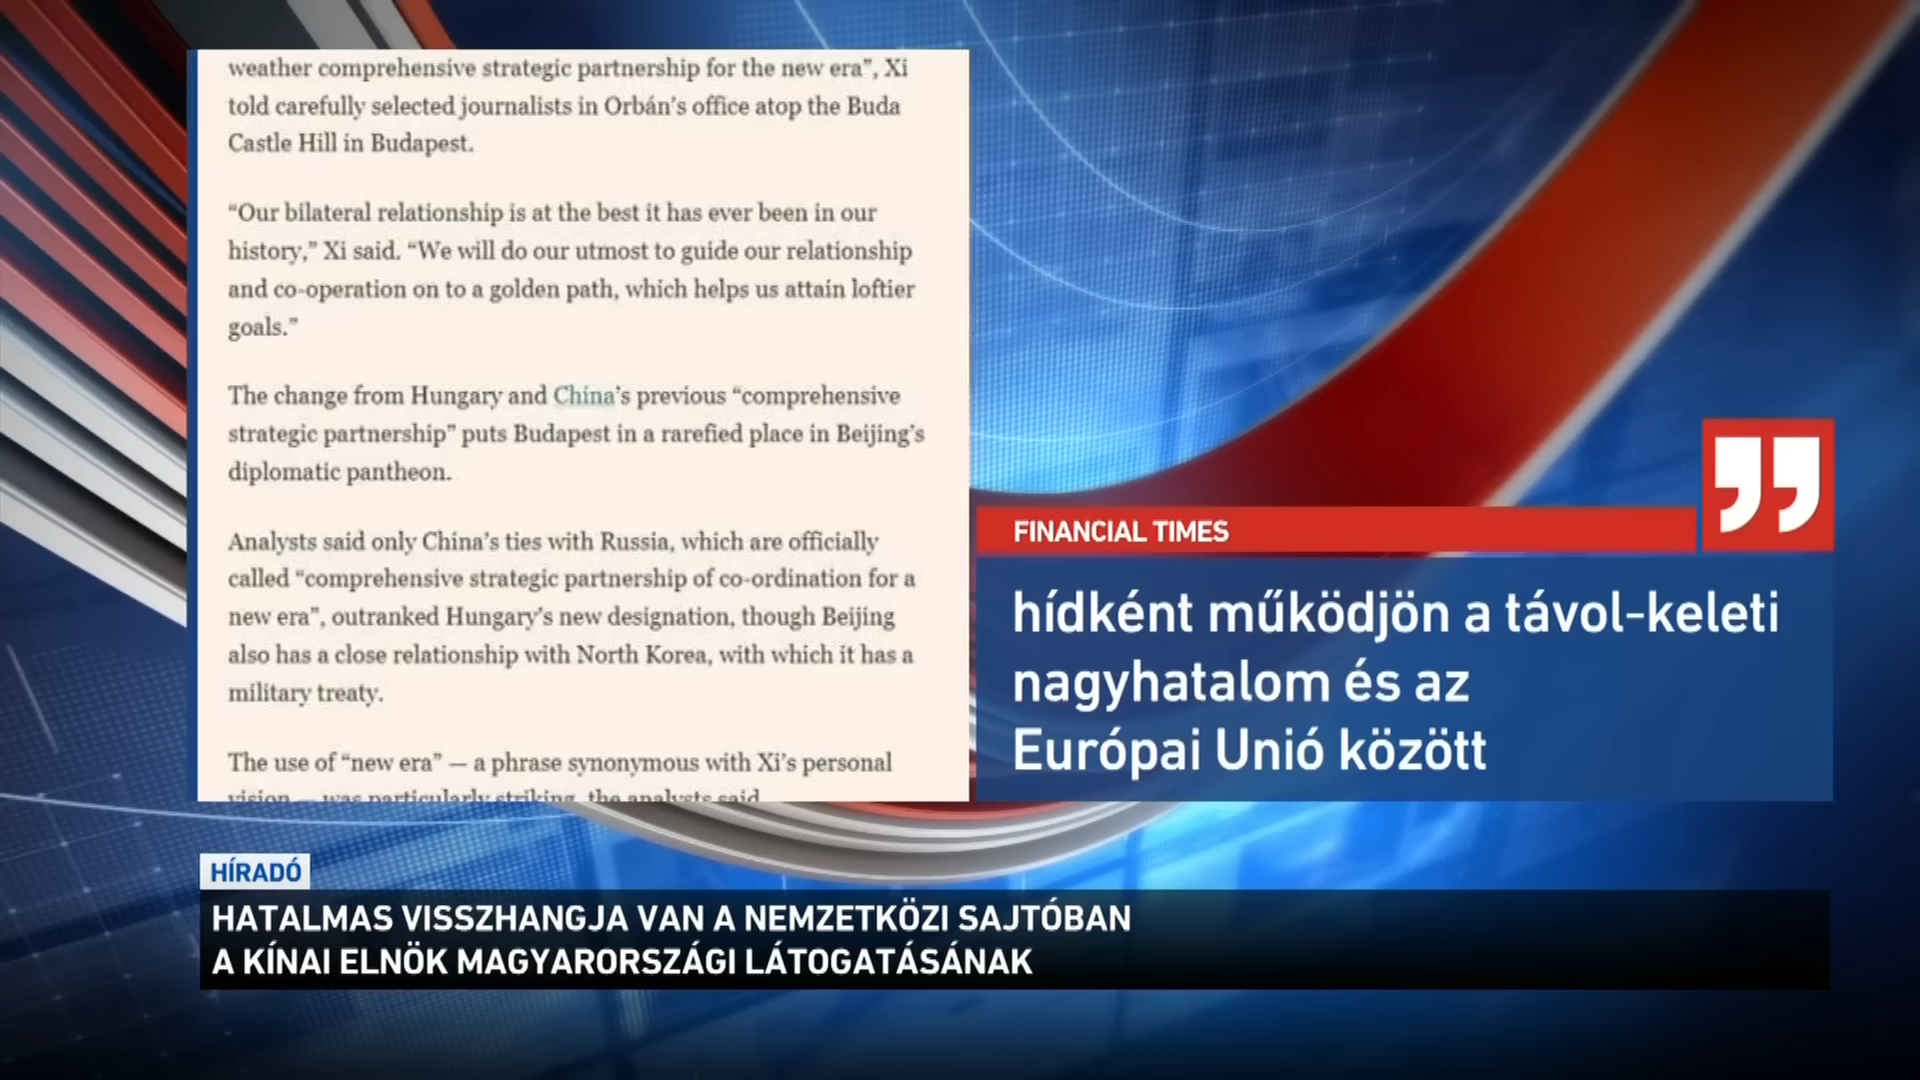 weather comprehensive strategic partnership for the new era”, Xi
told carefully selected journalists in Orbán’s office atop the Buda
Castle Hill in Budapest.
“Our bilateral relationship is at the best it has ever been in our
history,” Xi said. “We will do our utmost to guide our relationship
and co-operation on to a golden path, which helps us attain loftier
goals.”
The change from Hungary and China’s previous “comprehensive
strategic partnership” puts Budapest in a rarefied place in Beijing’s
diplomatic pantheon.
Analysts said only China’s ties with Russia, which are officially
called “comprehensive strategic partnership of co-ordination for a
new era”, outranked Hungary’s new designation, though Beijing
also has a close relationship with North Korea, with which it has a
military treaty.
The use of “new era” — a phrase synonymous with Xi’s personal
vision — was particularly striking, the analysts said.
”
FINANCIAL TIMES
hídként működjön a távol-keleti
nagyhatalom és az
Európai Unió között
HÍRADÓ
HATALMAS VISSZHANGJA VAN A NEMZETKÖZI SAJTÓBAN
A KÍNAI ELNÖK MAGYARORSZÁGI LÁTOGATÁSÁNAK